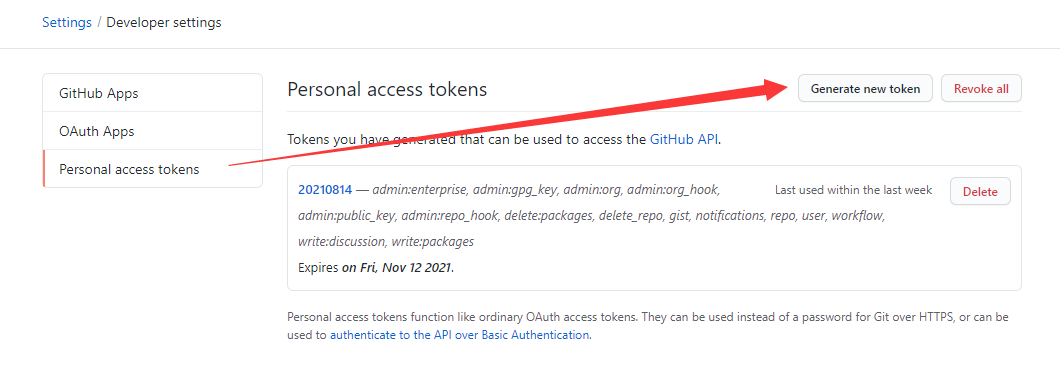 Settings / Developer settings
GitHub Apps
OAuth Apps
Personal access tokens
Personal access tokens
Generate new token
Revoke all
Tokens you have generated that can be used to access the GitHub API.
20210814 — admin:enterprise, admin:gpg_key, admin:org, admin:org_hook,
admin:public_key, admin:repo_hook, delete:packages, delete_repo, gist, notifications, repo, user, workflow,
write:discussion, write:packages
Last used within the last week
Delete
Expires on Fri, Nov 12 2021.
Personal access tokens function like ordinary OAuth access tokens. They can be used instead of a password for Git over HTTPS, or can be
used to authenticate to the API over Basic Authentication.